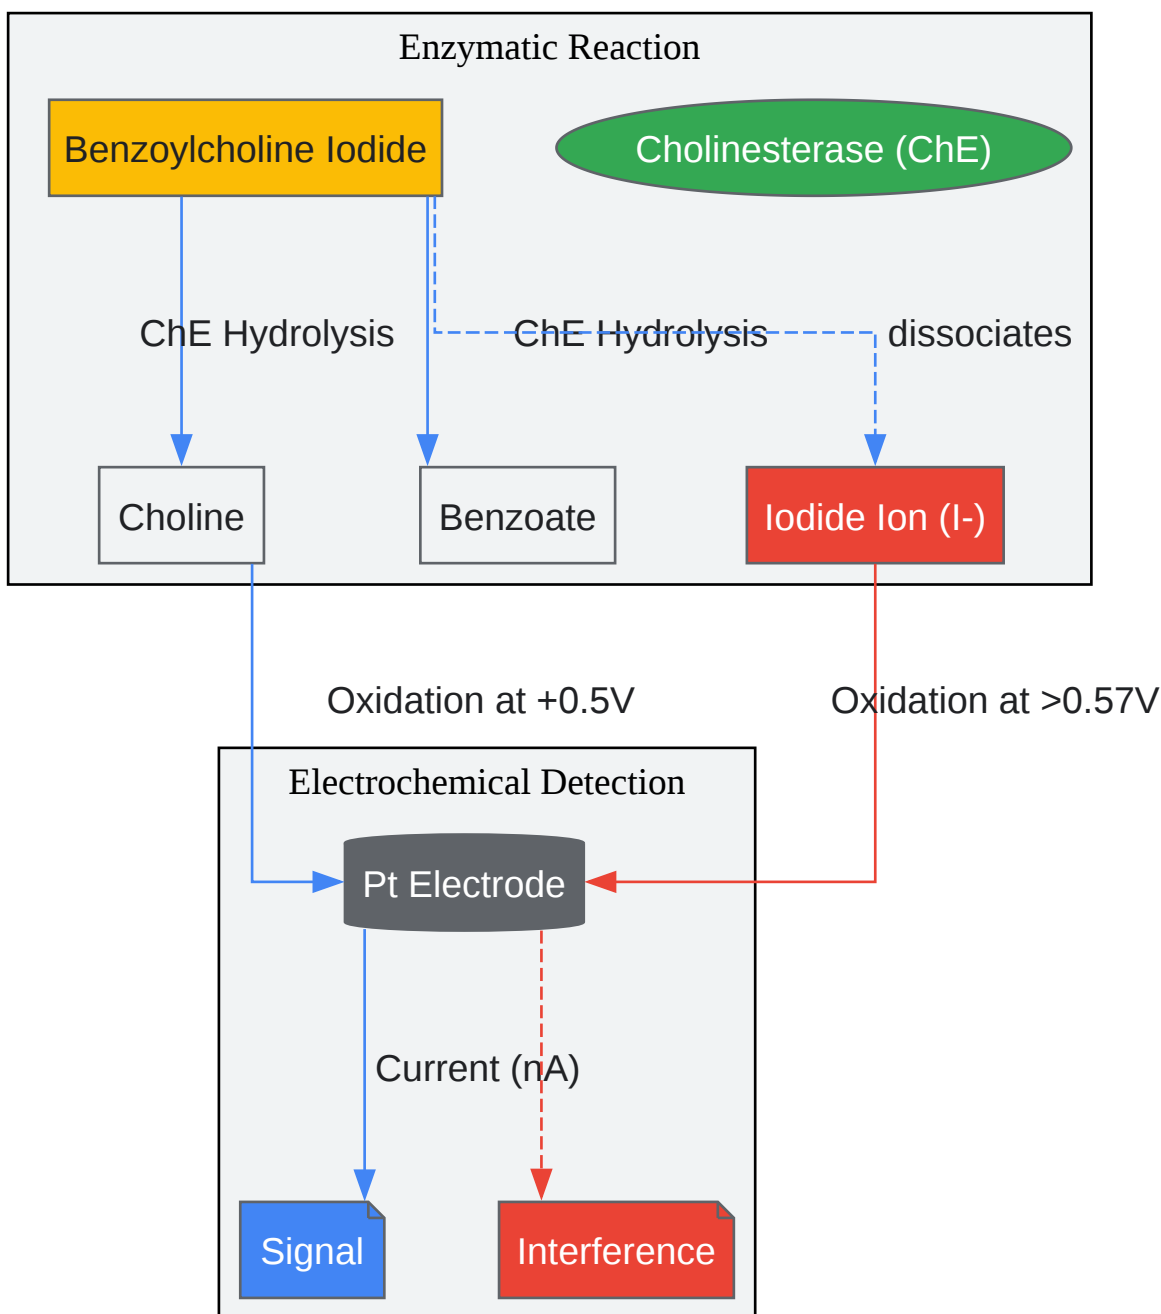 Enzymatic Reaction
Benzoylcholine Iodide
Cholinesterase (ChE)
ChE Hydrolysis
ChE Hydrolysis
dissociates
Choline
Benzoate
Iodide Ion (I-)
Oxidation at +0.5V
Oxidation at >0.57V
Electrochemical Detection
Pt Electrode
Current (nA)
Signal
Interference